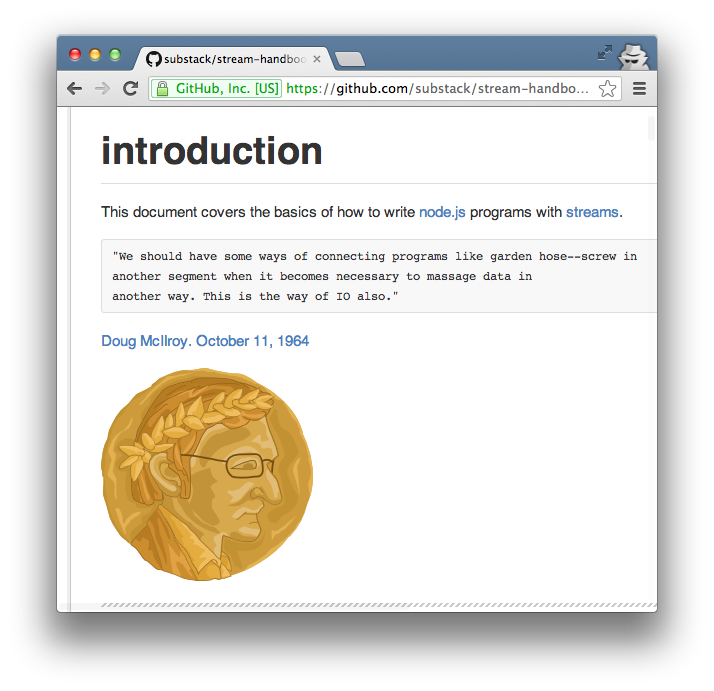 substack/stream-handboo
GitHub, Inc. [US] https://github.com/substack/stream-handbo...
introduction
This document covers the basics of how to write node.js programs with streams.
"We should have some ways of connecting programs like garden hose--screw in
another segment when it becomes necessary to massage data in
another way. This is the way of IO also."
Doug McIlroy. October 11, 1964